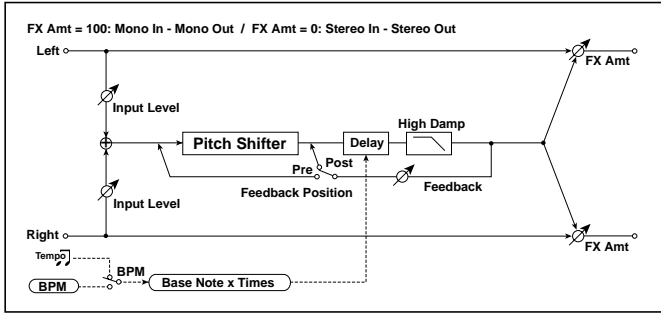 FX Amt = 100: Mono In - Mono Out / FX Amt = 0: Stereo In - Stereo Out
Left
FX Amt
Input Level
High Damp
Pitch Shifter
Delay
Post
Pre
Feedback Position
Feedback
Input Level
Right
FX Amt
Tempo
BPM
BPM
Base Note x Times